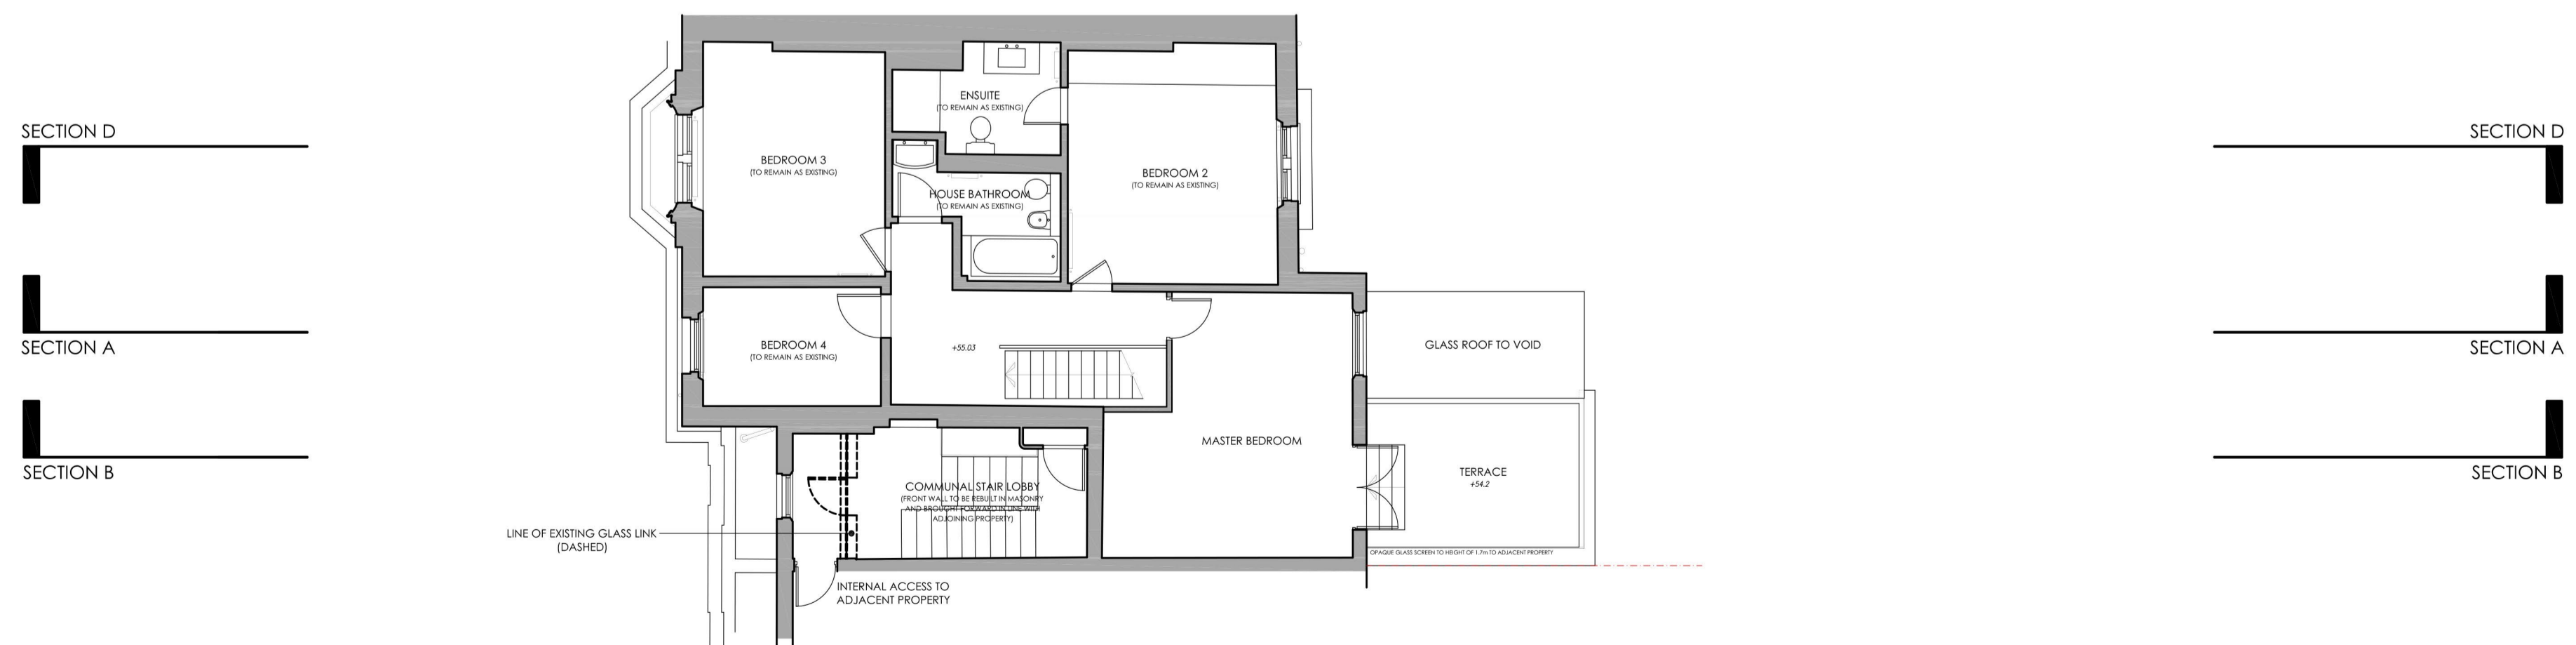 SECTION D
SECTION D
ENSUITE
(TO REMAIN AS EXISTING)
BEDROOM 3
(TO REMAIN AS EXISTING)
BEDROOM 2
(TO REMAIN AS EXISTING)
HOUSE BATHROOM
(TO REMAIN AS EXISTING)
SECTION A
SECTION A
BEDROOM 4
(TO REMAIN AS EXISTING)
+55.03
GLASS ROOF TO VOID
MASTER BEDROOM
SECTION B
SECTION B
TERRACE
+54.2
COMMUNAL STAIR LOBBY
(FRONT WALL TO BE REBUILT IN MASONRY
AND BROUGHT FORWARD IN LINE WITH
ADJOINING PROPERTY)
LINE OF EXISTING GLASS LINK
(DASHED)
OPAQUE GLASS SCREEN TO HEIGHT OF 1.7m TO ADJACENT PROPERTY
INTERNAL ACCESS TO
ADJACENT PROPERTY